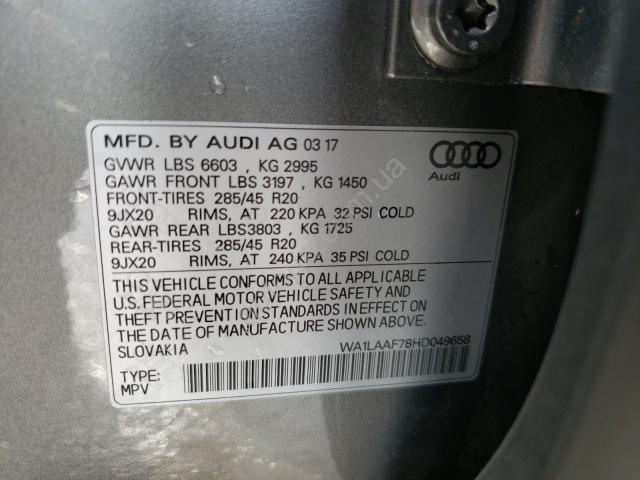 MFD. BY AUDI AG 03 17
GVWR LBS 6603 , KG 2995
GAWR FRONT LBS 3197 , KG 1450
FRONT-TIRES 285/45 R20
9JX20 RIMS, AT 220 KPA 32 PSI COLD
GAWR REAR LBS3803 , KG 1725
REAR-TIRES 285/45 R20
9JX20 RIMS, AT 240 KPA 35 PSI COLD
Audi
THIS VEHICLE CONFORMS TO ALL APPLICABLE
U.S. FEDERAL MOTOR VEHICLE SAFETY AND
THEFT PREVENTION STANDARDS IN EFFECT ON
THE DATE OF MANUFACTURE SHOWN ABOVE.
SLOVAKIA WA1LAAF78HD049658
TYPE:
MPV